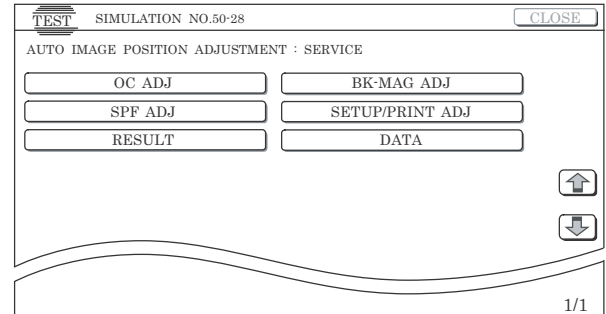 TEST SIMULATION NO.50-28 CLOSE
AUTO IMAGE POSITION ADJUSTMENT : SERVICE
OC ADJ BK-MAG ADJ
SPF ADJ SETUP/PRINT ADJ
RESULT DATA
1/1